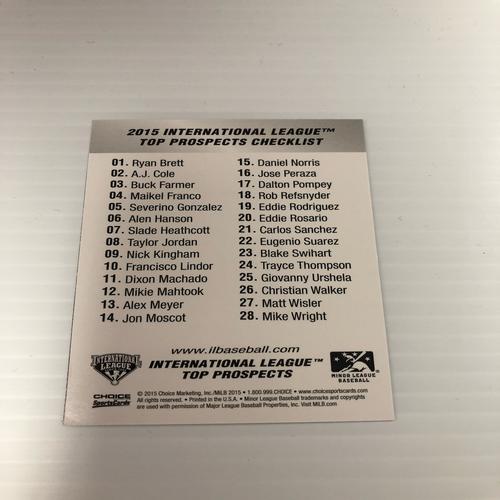 2015 INTERNATIONAL LEAGUE™
TOP PROSPECTS CHECKLIST
01. Ryan Brett
02. A.J. Cole
03. Buck Farmer
04. Maikel Franco
05. Severino Gonzalez
06. Alen Hanson
07. Slade Heathcott
08. Taylor Jordan
09. Nick Kingham
10. Francisco Lindor
11. Dixon Machado
12. Mikie Mahtook
13. Alex Meyer
14. Jon Moscot
15. Daniel Norris
16. Jose Peraza
17. Dalton Pompey
18. Rob Refsnyder
19. Eddie Rodriguez
20. Eddie Rosario
21. Carlos Sanchez
22. Eugenio Suarez
23. Blake Swihart
24. Trayce Thompson
25. Giovanny Urshela
26. Christian Walker
27. Matt Wisler
28. Mike Wright
www.ilbaseball.com
INTERNATIONAL
LEAGUE
INTERNATIONAL LEAGUE™
TOP PROSPECTS
MINOR LEAGUE
BASEBALL
CHOICE
SportsCards
© 2015 Choice Marketing, Inc./MiLB 2015 • 1.800.999.CHOICE • www.choicesportscards.com
All rights reserved. • Printed in the U.S.A. • Minor League Baseball trademarks and copyrights
are used with permission of Major League Baseball Properties, Inc. Visit MiLB.com.